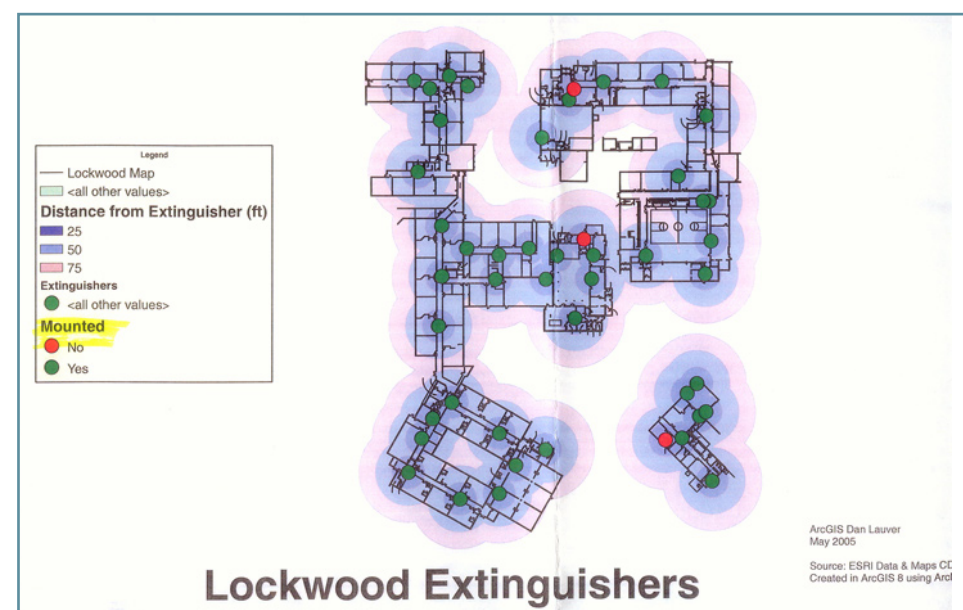 Legend
Lockwood Map
<all other values>
Distance from Extinguisher (ft)
25
50
75
Extinguishers
<all other values>
Mounted
No
Yes
ArcGIS Dan Lauver
May 2005
Source: ESRI Data & Maps CD
Created in ArcGIS 8 using Arc
Lockwood Extinguishers